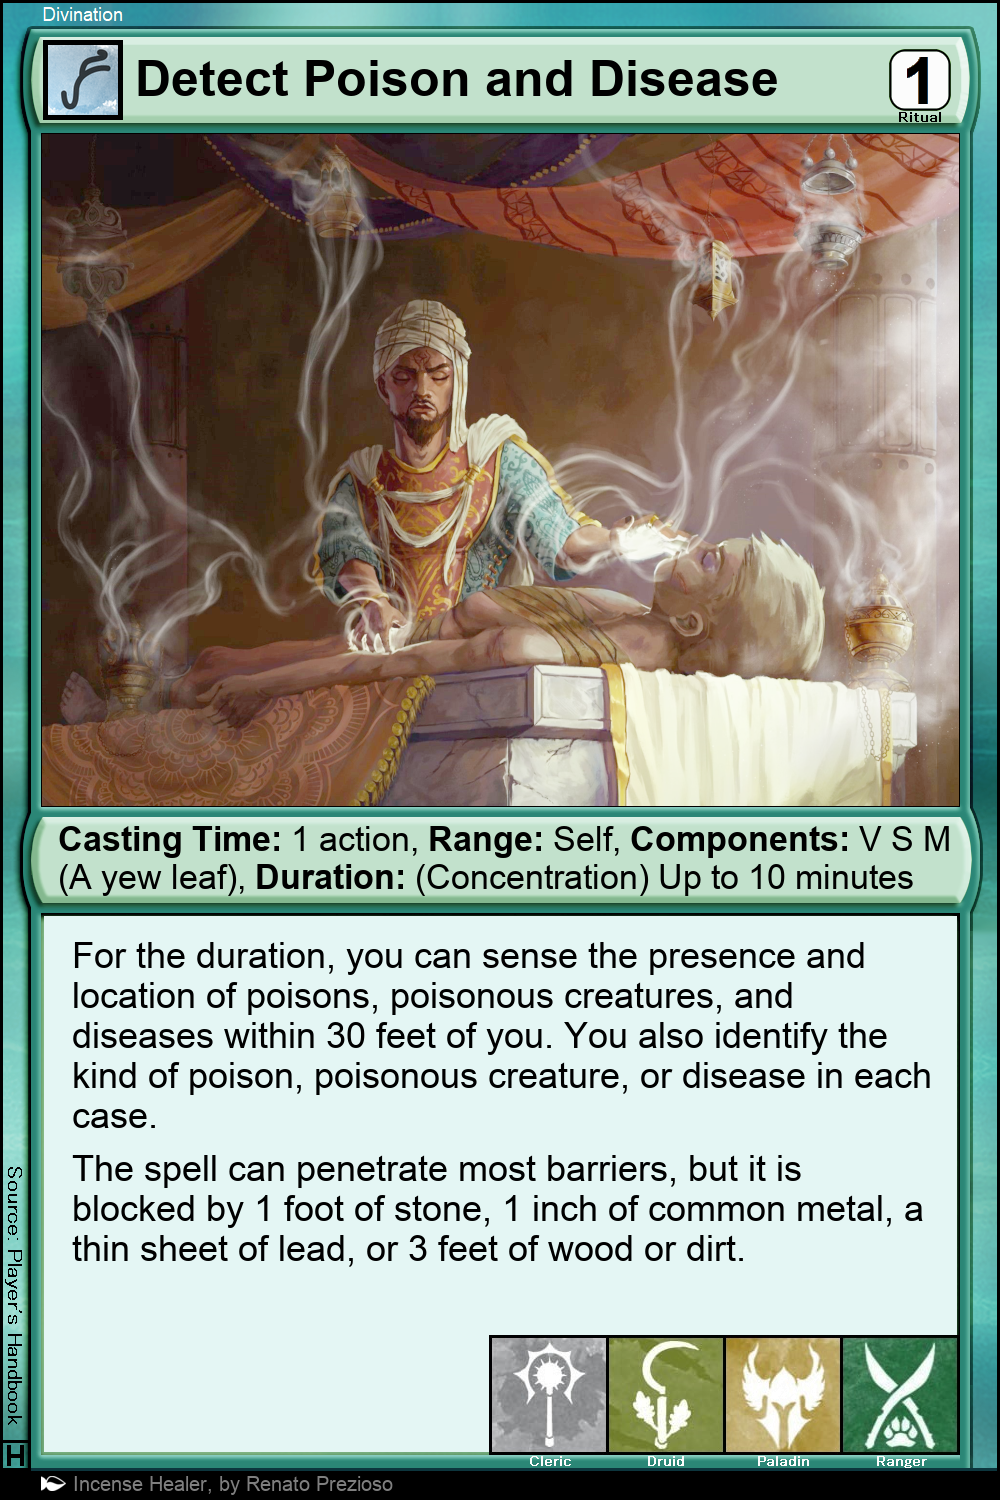 Divination
Detect Poison and Disease
1
Ritual
Casting Time: 1 action, Range: Self, Components: V S M
(A yew leaf), Duration: (Concentration) Up to 10 minutes
For the duration, you can sense the presence and
location of poisons, poisonous creatures, and
diseases within 30 feet of you. You also identify the
kind of poison, poisonous creature, or disease in each
case.
The spell can penetrate most barriers, but it is
blocked by 1 foot of stone, 1 inch of common metal, a
thin sheet of lead, or 3 feet of wood or dirt.
Source: Player's Handbook
H
Cleric
Druid
Paladin
Ranger
Incense Healer, by Renato Prezioso